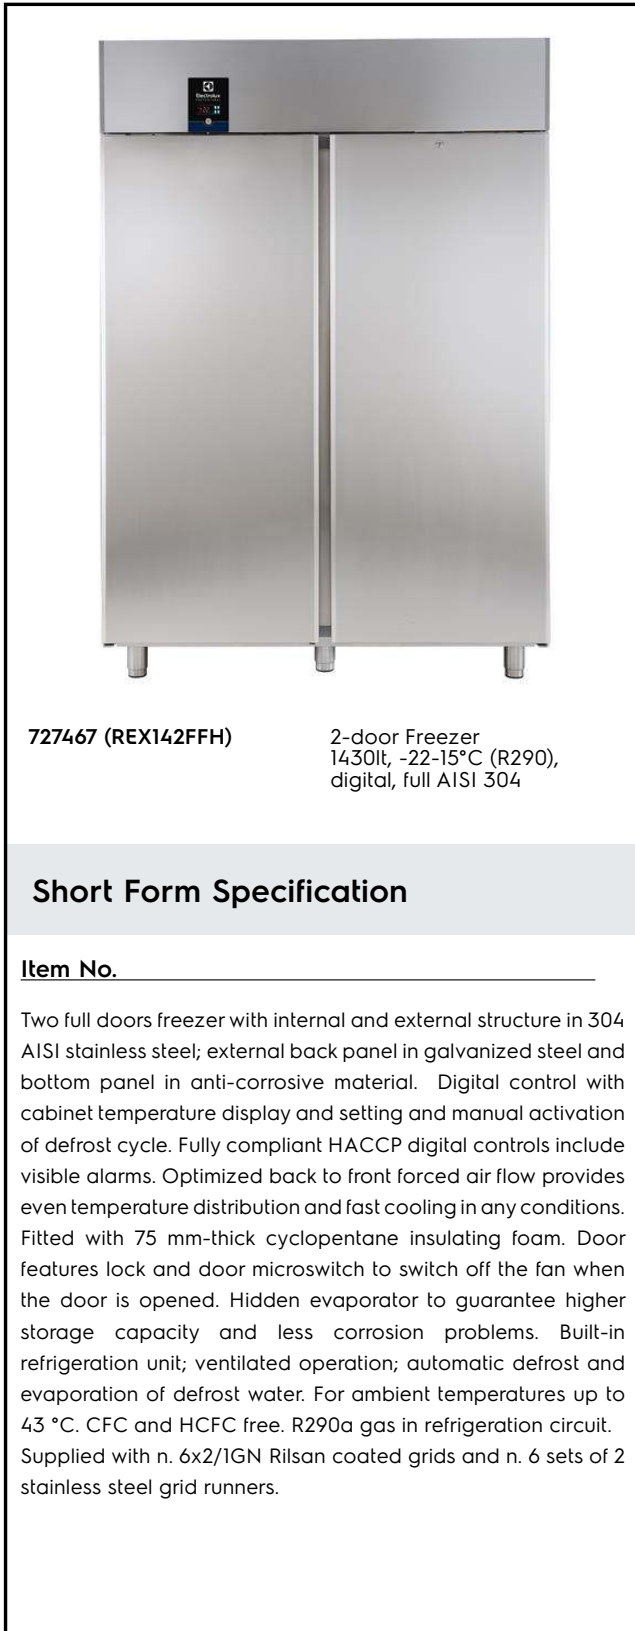 Electrolux
PROFESSIONAL
727467 (REX142FFH)
2-door Freezer
1430lt, -22-15°C (R290),
digital, full AISI 304
Short Form Specification
Item No.
Two full doors freezer with internal and external structure in 304
AISI stainless steel; external back panel in galvanized steel and
bottom panel in anti-corrosive material. Digital control with
cabinet temperature display and setting and manual activation
of defrost cycle. Fully compliant HACCP digital controls include
visible alarms. Optimized back to front forced air flow provides
even temperature distribution and fast cooling in any conditions.
Fitted with 75 mm-thick cyclopentane insulating foam. Door
features lock and door microswitch to switch off the fan when
the door is opened. Hidden evaporator to guarantee higher
storage capacity and less corrosion problems. Built-in
refrigeration unit; ventilated operation; automatic defrost and
evaporation of defrost water. For ambient temperatures up to
43 °C. CFC and HCFC free. R290a gas in refrigeration circuit.
Supplied with n. 6x2/1GN Rilsan coated grids and n. 6 sets of 2
stainless steel grid runners.